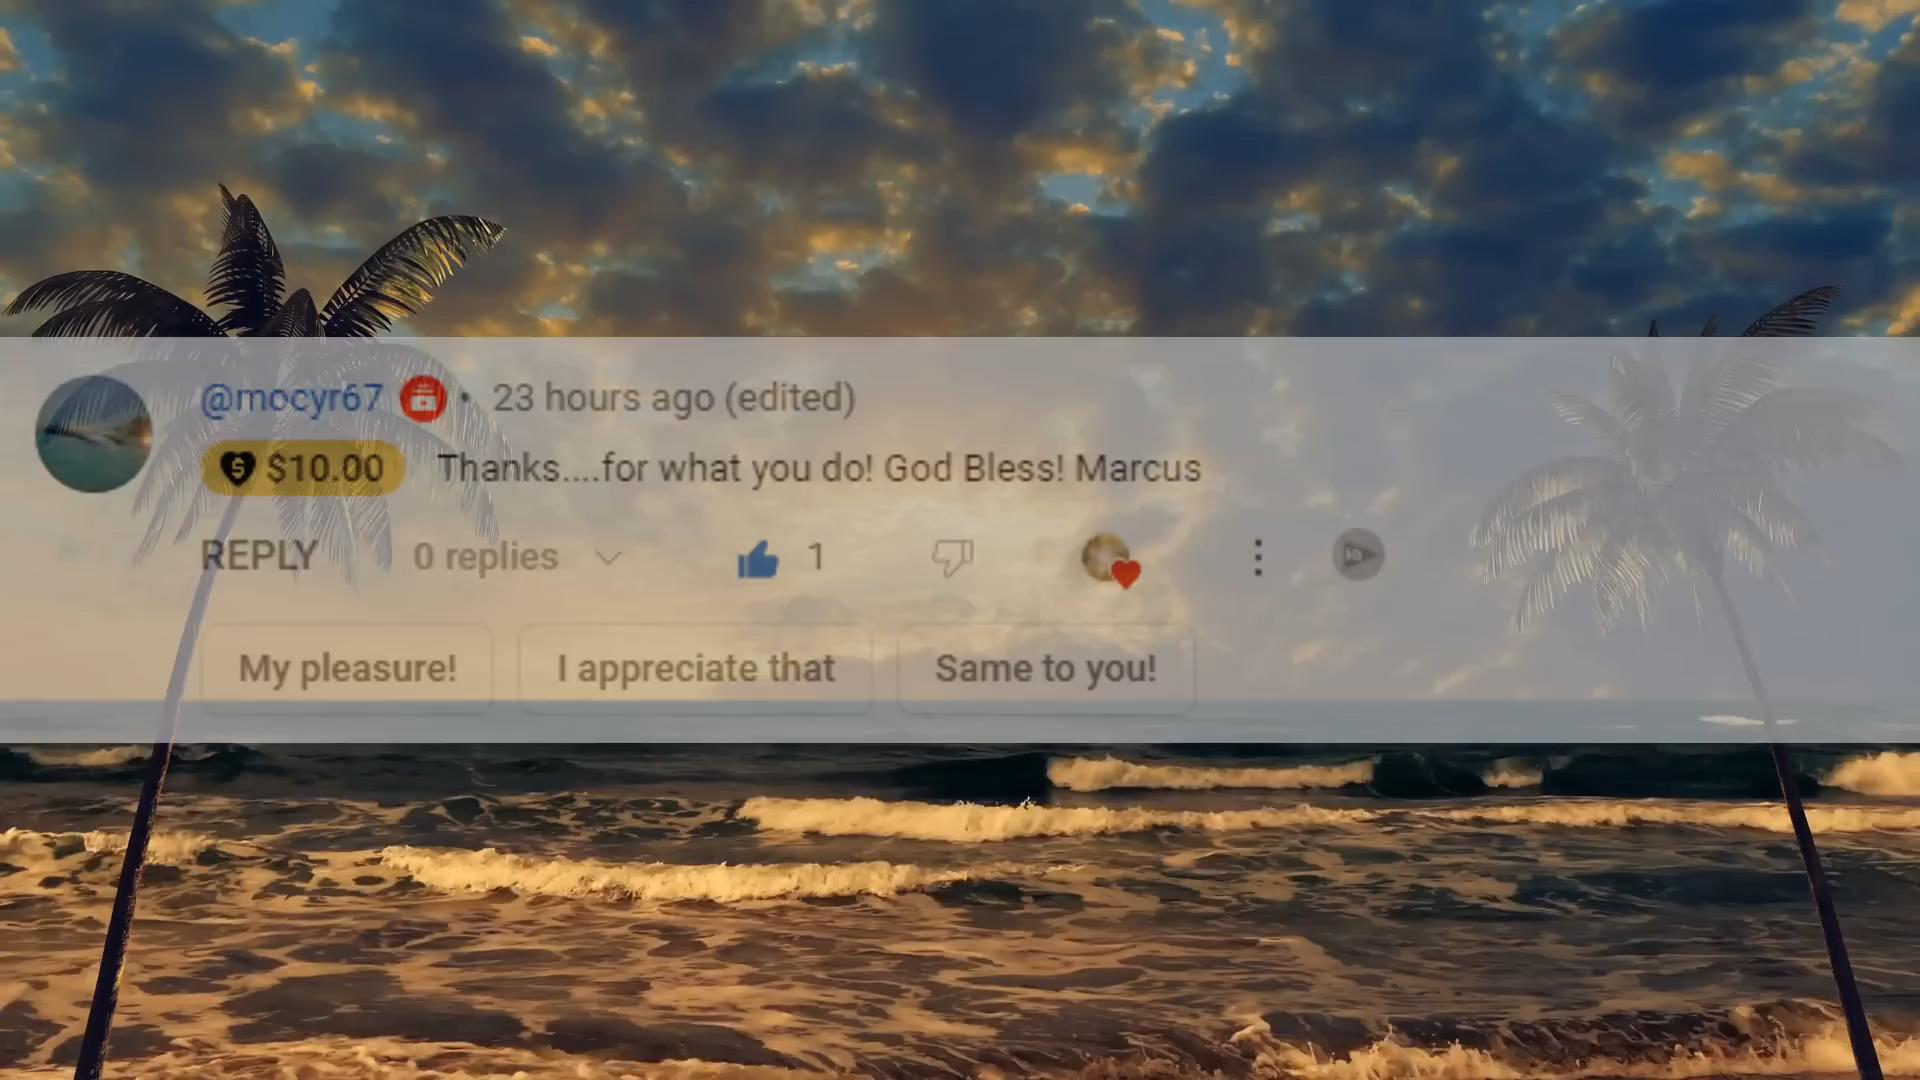 @mocyr67 • 23 hours ago (edited)
$10.00 Thanks....for what you do! God Bless! Marcus
REPLY 0 replies 1
My pleasure! I appreciate that Same to you!